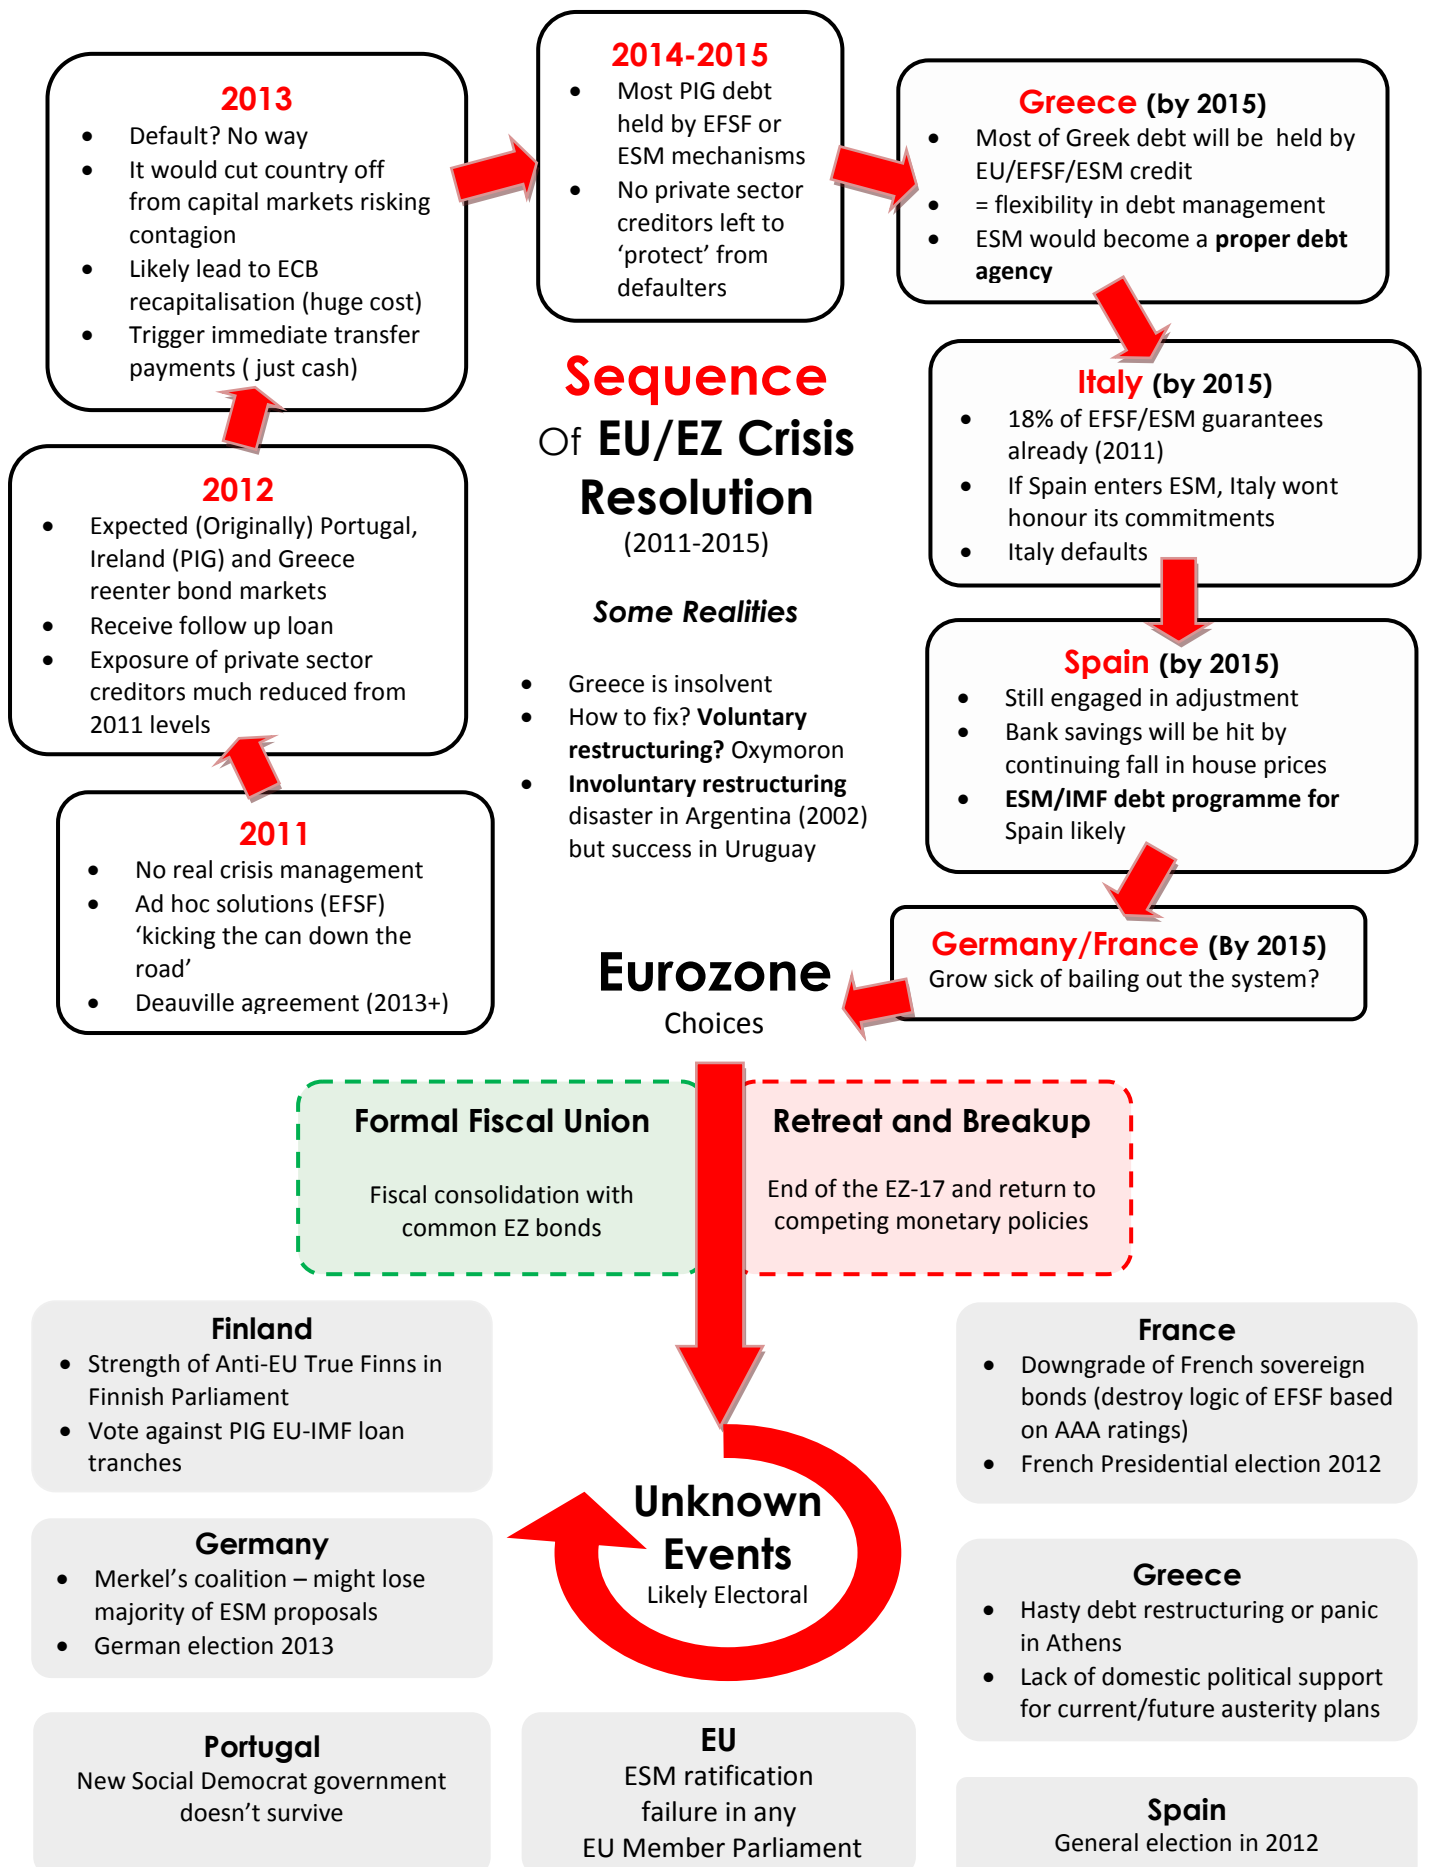 2013
• Default? No way
• It would cut country off
from capital markets risking
contagion
• Likely lead to ECB
recapitalisation (huge cost)
• Trigger immediate transfer
payments ( just cash)
2014-2015
• Most PIG debt
held by EFSF or
ESM mechanisms
• No private sector
creditors left to
‘protect’ from
defaulters
Greece (by 2015)
• Most of Greek debt will be held by
EU/EFSF/ESM credit
• = flexibility in debt management
• ESM would become a proper debt
agency
2012
• Expected (Originally) Portugal,
Ireland (PIG) and Greece
reenter bond markets
• Receive follow up loan
• Exposure of private sector
creditors much reduced from
2011 levels
Sequence
Of EU/EZ Crisis
Resolution
(2011-2015)
Some Realities
• Greece is insolvent
• How to fix? Voluntary
restructuring? Oxymoron
• Involuntary restructuring
disaster in Argentina (2002)
but success in Uruguay
Italy (by 2015)
• 18% of EFSF/ESM guarantees
already (2011)
• If Spain enters ESM, Italy wont
honour its commitments
• Italy defaults
Spain (by 2015)
• Still engaged in adjustment
• Bank savings will be hit by
continuing fall in house prices
• ESM/IMF debt programme for
Spain likely
2011
• No real crisis management
• Ad hoc solutions (EFSF)
‘kicking the can down the
road’
• Deauville agreement (2013+)
Germany/France (By 2015)
Grow sick of bailing out the system?
Eurozone
Choices
Formal Fiscal Union
Fiscal consolidation with
common EZ bonds
Retreat and Breakup
End of the EZ-17 and return to
competing monetary policies
Finland
• Strength of Anti-EU True Finns in
Finnish Parliament
• Vote against PIG EU-IMF loan
tranches
France
• Downgrade of French sovereign
bonds (destroy logic of EFSF based
on AAA ratings)
• French Presidential election 2012
Unknown
Events
Likely Electoral
Germany
• Merkel’s coalition – might lose
majority of ESM proposals
• German election 2013
Greece
• Hasty debt restructuring or panic
in Athens
• Lack of domestic political support
for current/future austerity plans
Portugal
New Social Democrat government
doesn’t survive
EU
ESM ratification
failure in any
EU Member Parliament
Spain
General election in 2012